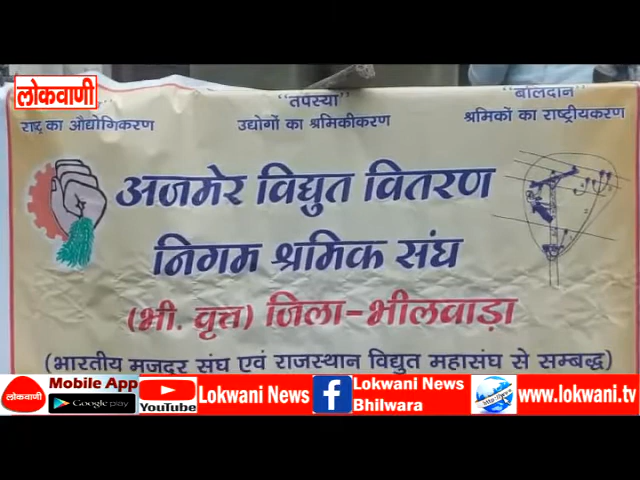 लोकवाणी
"तपस्या"
"बलिदान"
राष्ट्र का औद्योगिकरण
उद्योगों का श्रमिकीकरण
श्रमिकों का राष्ट्रीयकरण
अजमेर विद्युत वितरण
निगम श्रमिक संघ
(भी. वृत्त) जिला-भीलवाड़ा
(भारतीय मजदूर संघ एवं राजस्थान विद्युत महासंघ से सम्बद्ध)
लोकवाणी
Mobile App
Google play
YouTube
Lokwani News
Lokwani News
Bhilwara
www.lokwani.tv